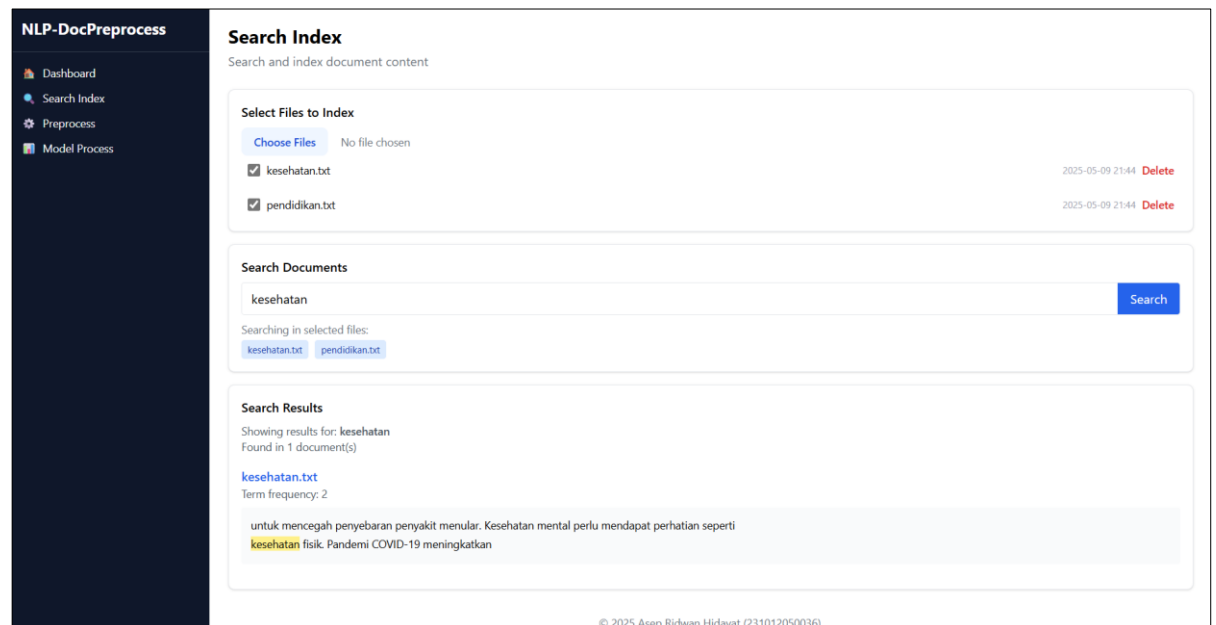 NLP-DocPreprocess
Dashboard
Search Index
Preprocess
Model Process
Search Index
Search and index document content
Select Files to Index
Choose Files No file chosen
kesehatan.txt 2025-05-09 21:44 Delete
pendidikan.txt 2025-05-09 21:44 Delete
Search Documents
kesehatan Search
Searching in selected files:
kesehatan.txt pendidikan.txt
Search Results
Showing results for: kesehatan
Found in 1 document(s)
kesehatan.txt
Term frequency: 2
untuk mencegah penyebaran penyakit menular. Kesehatan mental perlu mendapat perhatian seperti
kesehatan fisik. Pandemi COVID-19 meningkatkan
© 2025 Asep Ridwan Hidayat (231012050036)